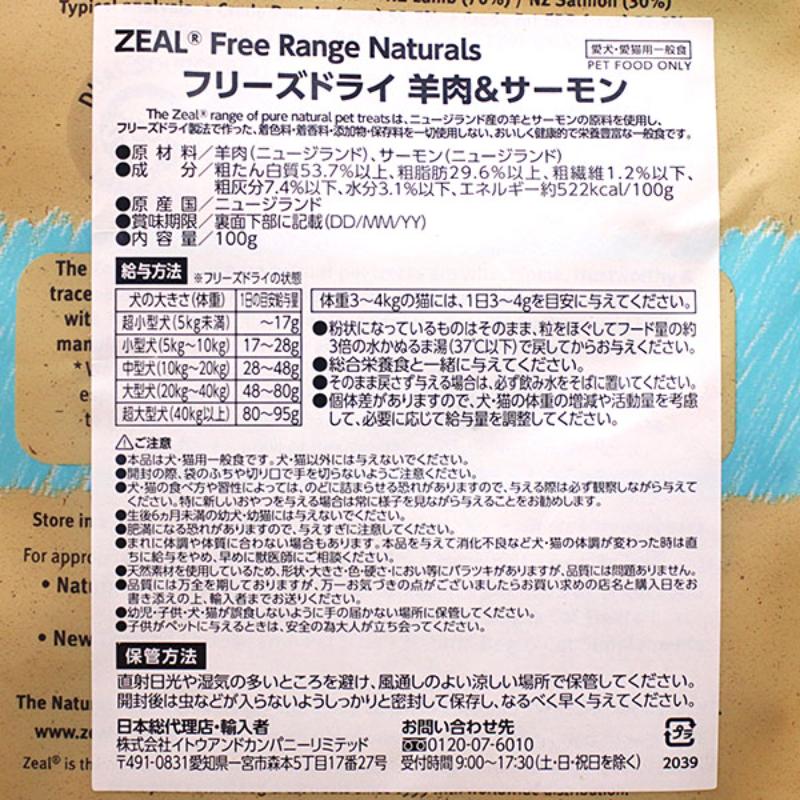 Typical analysis
NZ Lamb (70%) / NZ Salmon (30%)
ZEAL® Free Range Naturals
愛犬・愛猫用一般食
PET FOOD ONLY
フリーズドライ 羊肉&サーモン
The Zeal® range of pure natural pet treatsは、ニュージランド産の羊とサーモンの原料を使用し、
フリーズドライ製法で作った、着色料・着香料・添加物・保存料を一切使用しない、おいしく健康的で栄養豊富な一般食です。
●原材料／羊肉(ニュージランド)、サーモン(ニュージランド)
●成分／粗たん白質53.7%以上、粗脂肪29.6%以上、粗繊維1.2%以下、
粗灰分7.4%以下、水分3.1%以下、エネルギー約522kcal/100g
●原産国／ニュージランド
●賞味期限／裏面下部に記載(DD/MM/YY)
●内容量／100g
給与方法 ※フリーズドライの状態
犬の大きさ(体重) 1日の目安給与量
超小型犬(5kg未満) ～17g
小型犬(5kg～10kg) 17～28g
中型犬(10kg～20kg) 28～48g
大型犬(20kg～40kg) 48～80g
超大型犬(40kg以上) 80～95g
体重3～4kgの猫には、1日3～4gを目安に与えてください。
●粉状になっているものはそのまま、粒をほぐしてフード量の約
3倍の水かぬるま湯(37℃以下)で戻してからお与えください。
●総合栄養食と一緒に与えてください。
●そのまま戻さず与える場合は、必ず飲み水をそばに置いてください。
●個体差がありますので、犬・猫の体重の増減や活動量を考慮
して、必要に応じて給与量を調整してください。
⚠ご注意
●本品は犬・猫用一般食です。犬・猫以外には与えないでください。
●開封の際、袋のふちや切り口で手を切らないようご注意ください。
●犬・猫の食べ方や習性によっては、のどに詰まらせる恐れがありますので、与える際は必ず観察しながら与えて
ください。特に新しいおやつを与える場合は常に様子を見ながら与えることをお勧めします。
●生後6ヵ月未満の幼犬・幼猫には与えないでください。
●肥満になる恐れがありますので、与えすぎに注意してください。
●まれに体調や体質に合わない場合もあります。本品を与えて消化不良など犬・猫の体調が変わった時は直
ちに給与をやめ、早めに獣医師にご相談ください。
●天然素材を使用しているため、形状・大きさ・色・硬さ・におい等にバラツキがありますが、品質には問題ありません。
●品質には万全を期しておりますが、万一お気づきの点がございましたらお買い求めの店名と購入日をお
書き添えの上、輸入者までお送りください。
●幼児・子供・犬・猫が誤食しないように手の届かない場所に保管してください。
●子供がペットに与えるときは、安全の為大人が立ち会ってください。
保管方法
直射日光や湿気の多いところを避け、風通しのよい涼しい場所で保管してください。
開封後は虫などが入らないようしっかりと密封して保存し、なるべく早く与えてください。
日本総代理店・輸入者
株式会社イトウアンドカンパニーリミテッド
〒491-0831愛知県一宮市森本5丁目17番27号
お問い合わせ先
0120-07-6010
受付時間 9:00～17:30(土・日・祝日を除く)
プラ
2039
The
trace
wit
Store in
For appro
• Natu
• New
The Natur
www.ze
Zeal® is th